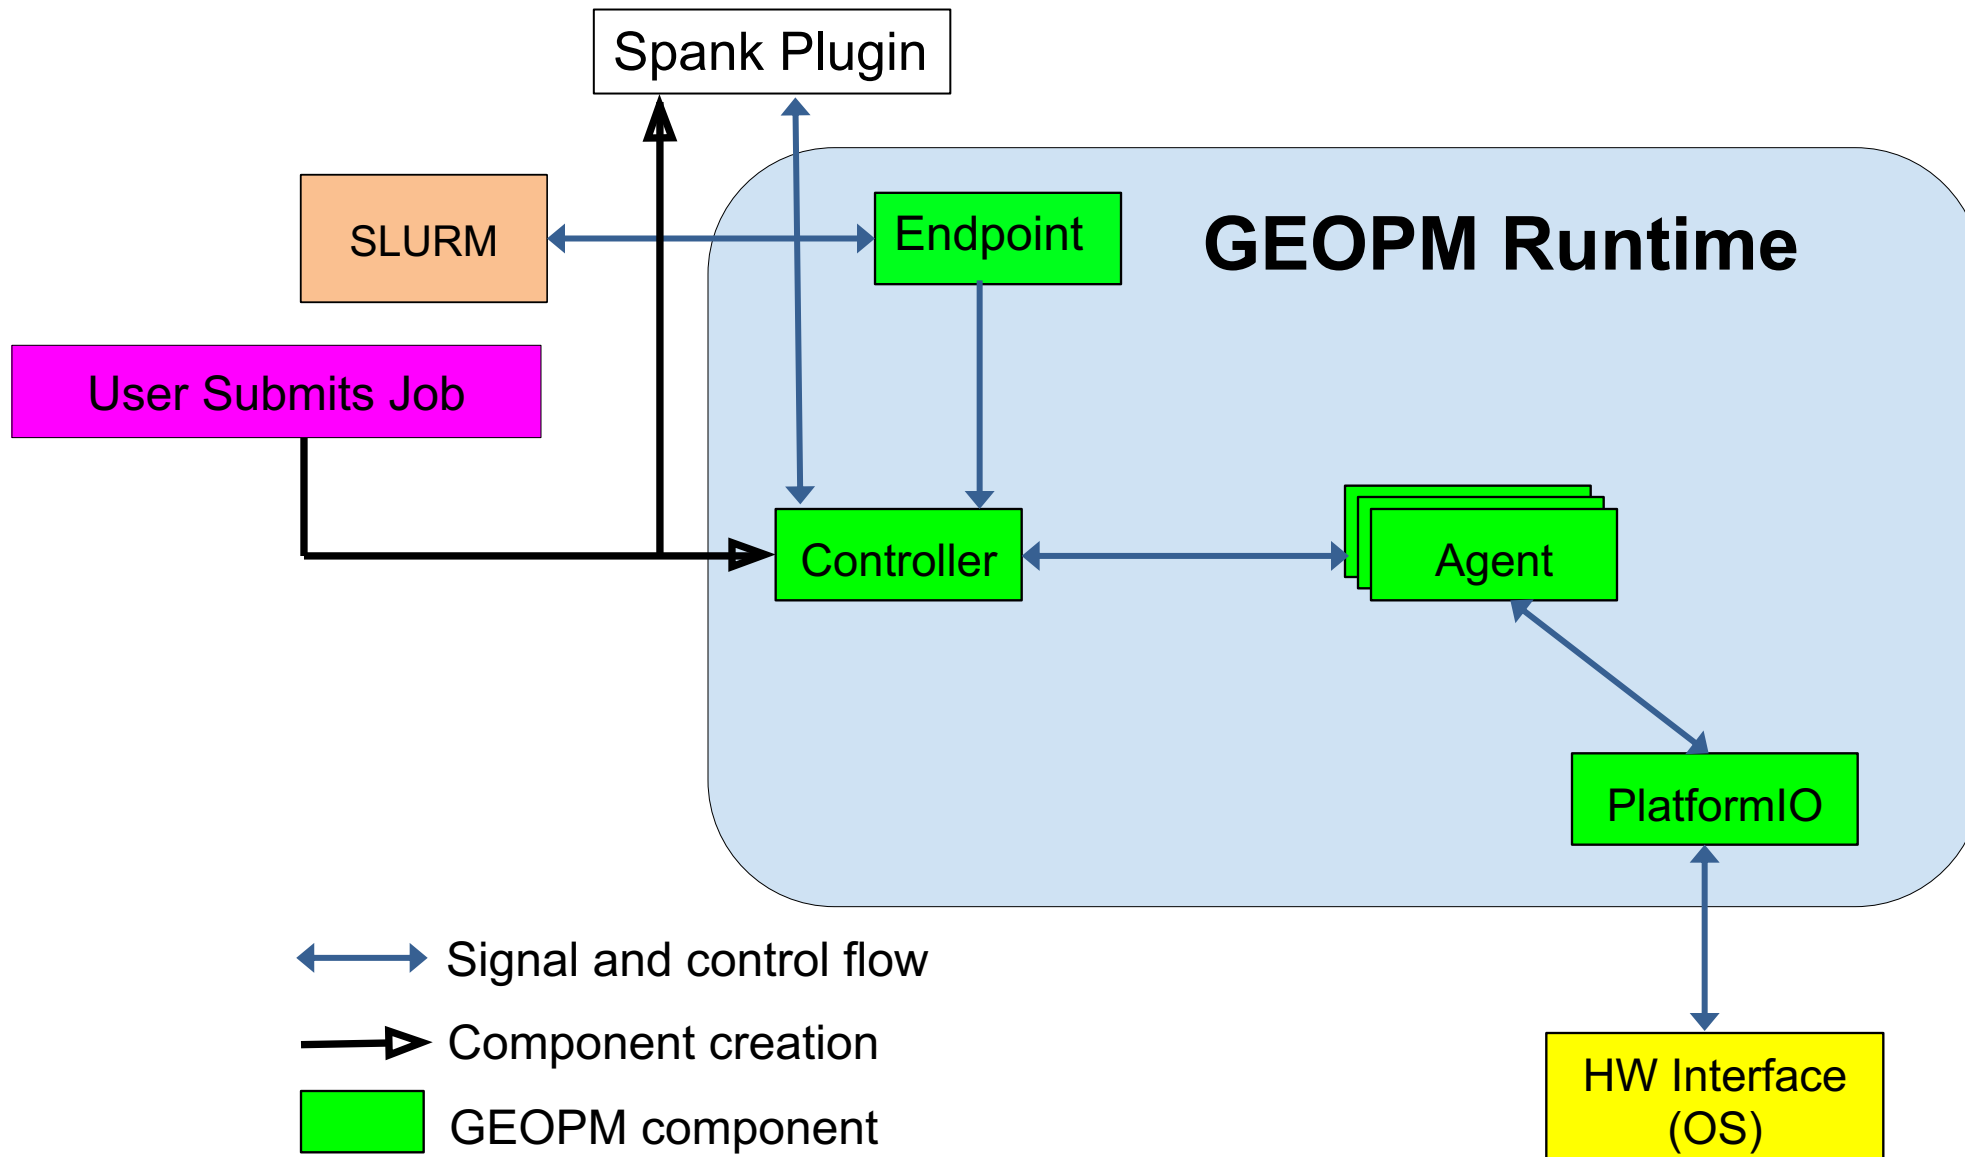 Spank Plugin
SLURM
Endpoint
GEOPM Runtime
User Submits Job
Controller
Agent
PlatformIO
Signal and control flow
Component creation
GEOPM component
HW Interface
(OS)